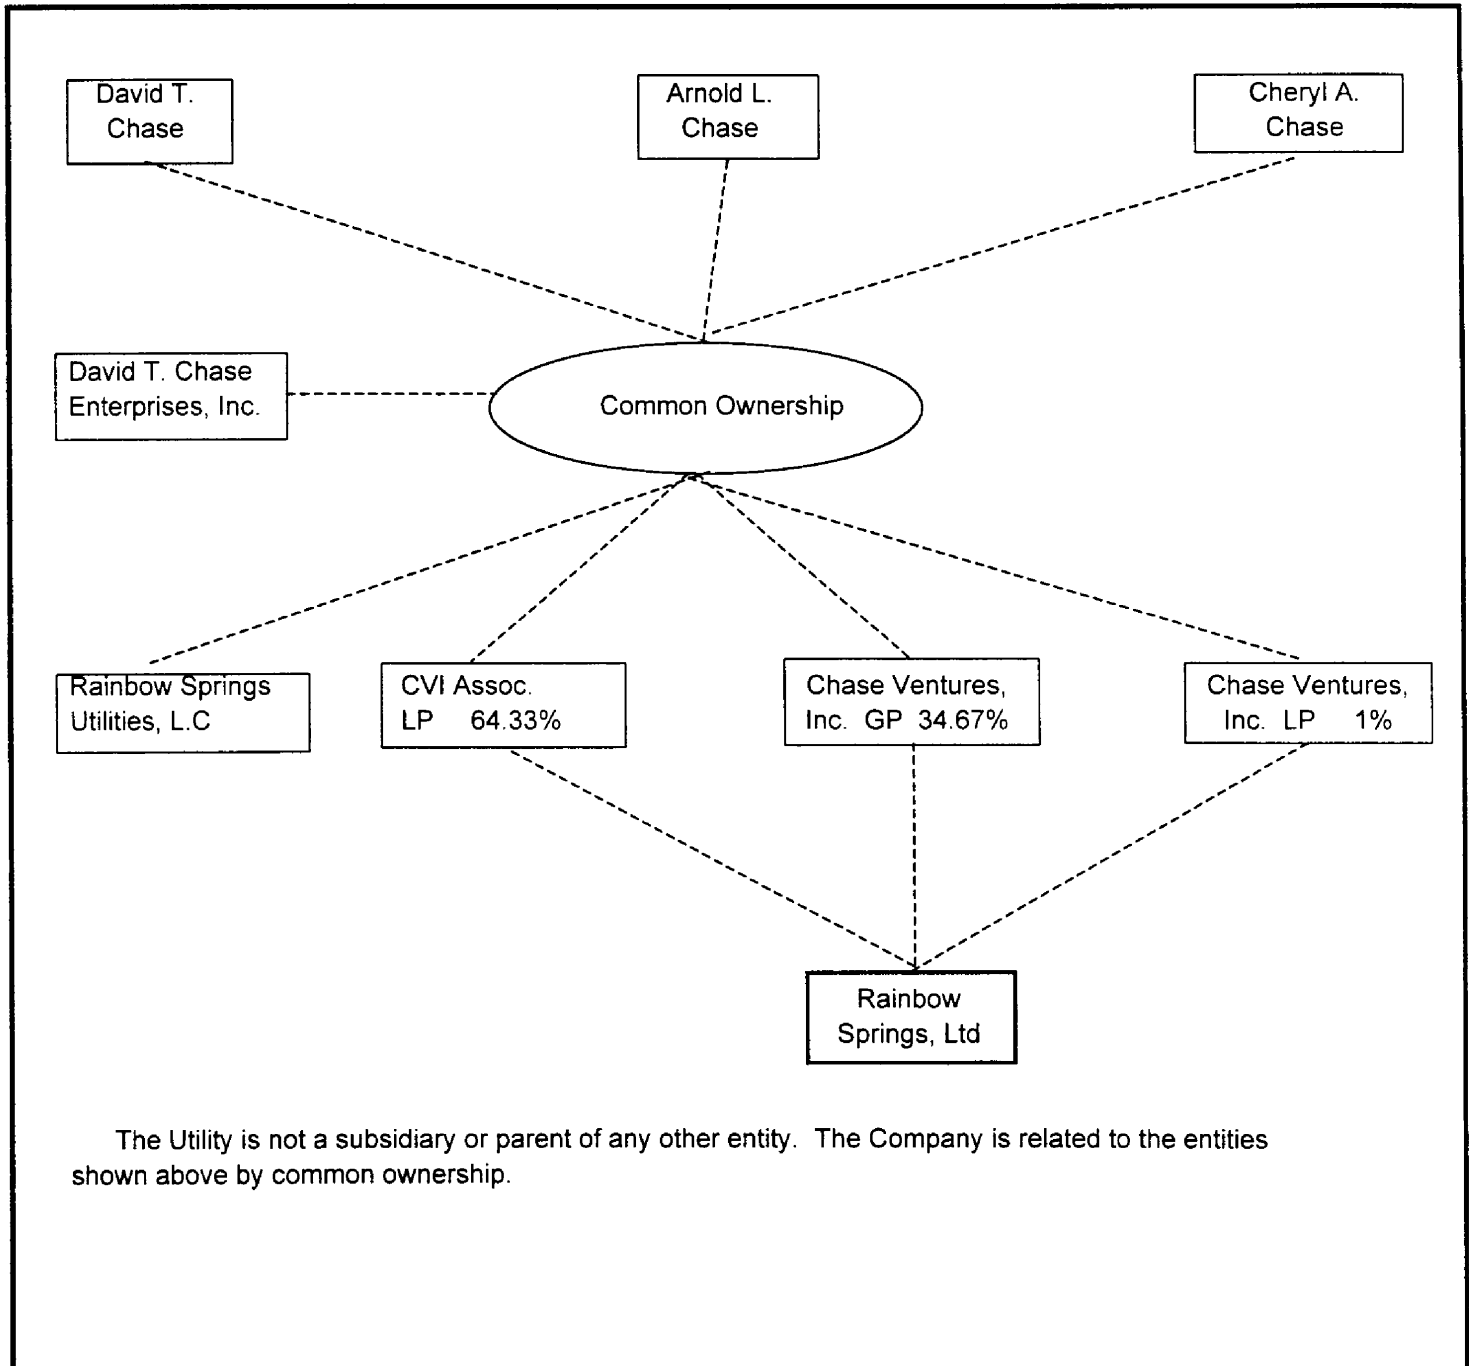 David T.
Chase
Arnold L.
Chase
Cheryl A.
Chase
David T. Chase
Enterprises, Inc.
Common Ownership
Rainbow Springs
Utilities, L.C
CVI Assoc.
LP 64.33%
Chase Ventures,
Inc. GP 34.67%
Chase Ventures,
Inc. LP 1%
Rainbow
Springs, Ltd
The Utility is not a subsidiary or parent of any other entity. The Company is related to the entities
shown above by common ownership.